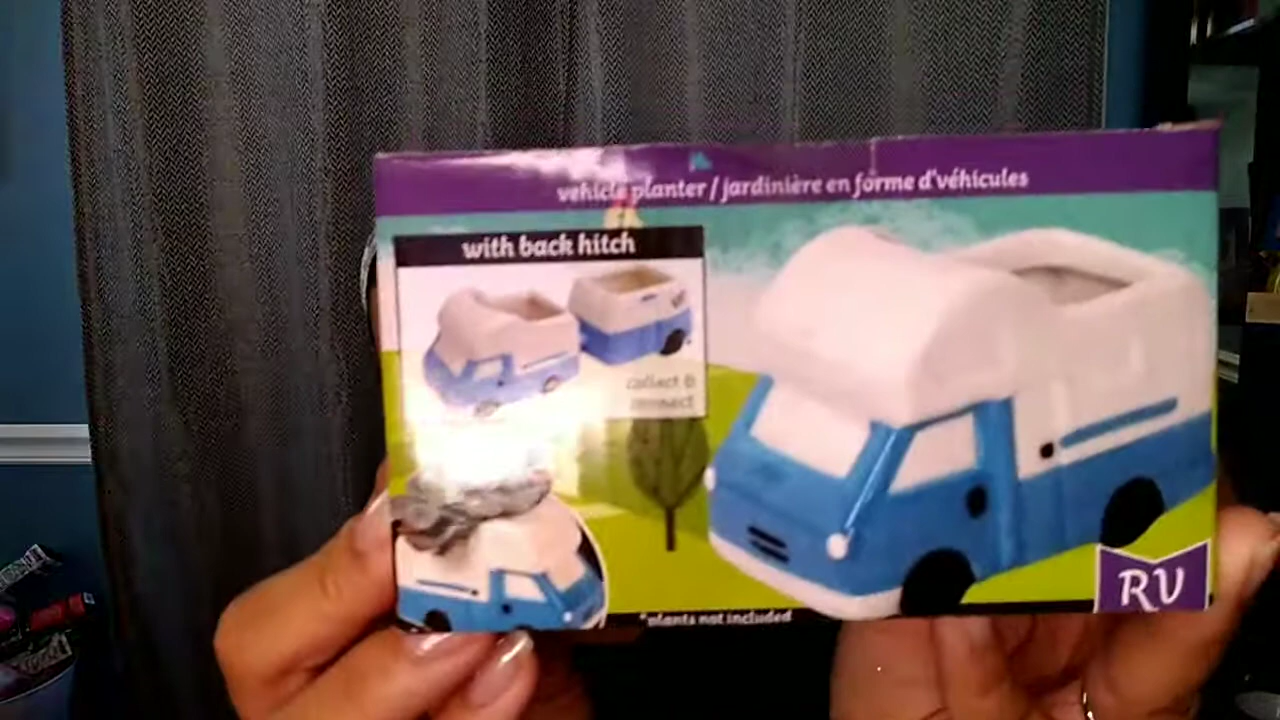 vehicle planter / jardinière en forme d'véhicules
with back hitch
collect &
connect
RV
*plants not included